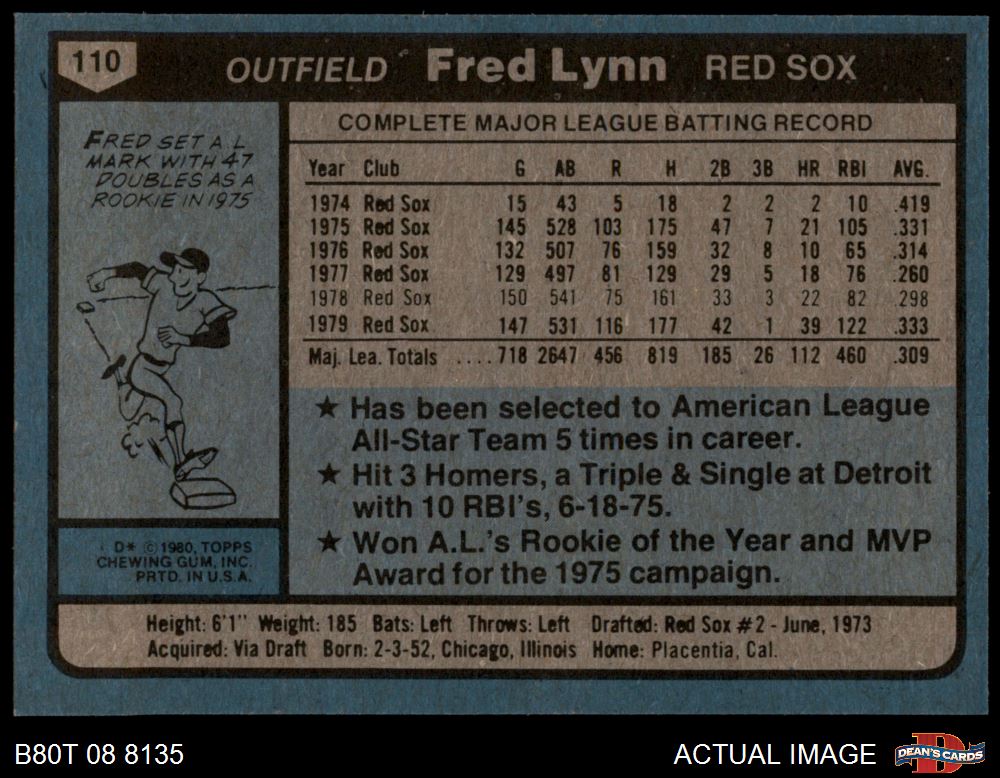 110
OUTFIELD Fred Lynn RED SOX
FRED SET A L
MARK WITH 47
DOUBLES AS A
ROOKIE IN 1975
D* ©1980, TOPPS
CHEWING GUM, INC.
PRTD. IN U.S.A.
COMPLETE MAJOR LEAGUE BATTING RECORD
Year Club G AB R H 2B 3B HR RBI AVG.
1974 Red Sox 15 43 5 18 2 2 2 10 .419
1975 Red Sox 145 528 103 175 47 7 21 105 .331
1976 Red Sox 132 507 76 159 32 8 10 65 .314
1977 Red Sox 129 497 81 129 29 5 18 76 .260
1978 Red Sox 150 541 75 161 33 3 22 82 .298
1979 Red Sox 147 531 116 177 42 1 39 122 .333
Maj. Lea. Totals ....718 2647 456 819 185 26 112 460 .309
★ Has been selected to American League
All-Star Team 5 times in career.
★ Hit 3 Homers, a Triple & Single at Detroit
with 10 RBI's, 6-18-75.
★ Won A.L.'s Rookie of the Year and MVP
Award for the 1975 campaign.
Height: 6'1" Weight: 185 Bats: Left Throws: Left Drafted: Red Sox #2 - June, 1973
Acquired: Via Draft Born: 2-3-52, Chicago, Illinois Home: Placentia, Cal.
B80T 08 8135 ACTUAL IMAGE DEAN'S CARDS